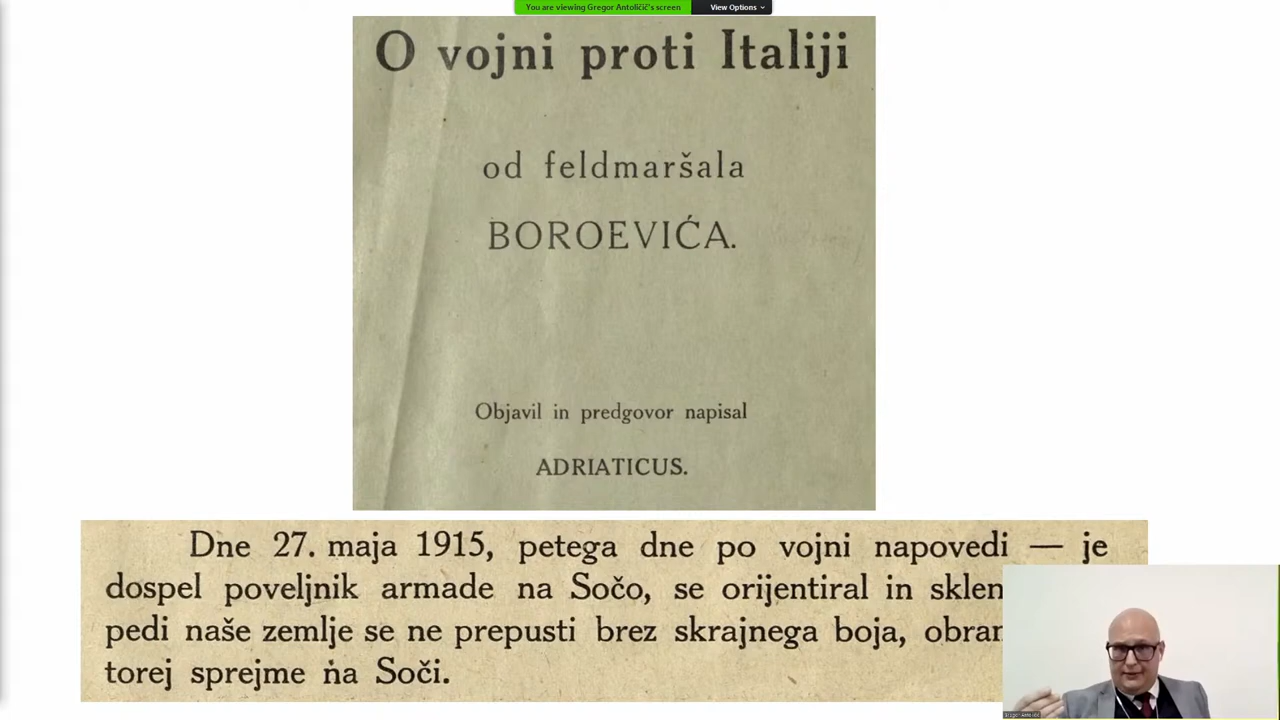 You are viewing Gregor Antoličič's screen View Options
O vojni proti Italiji
od feldmaršala
BOROEVIĆA.
Objavil in predgovor napisal
ADRIATICUS.
Dne 27. maja 1915, petega dne po vojni napovedi — je
dospel poveljnik armade na Sočo, se orijentiral in
pedi naše zemlje se ne prepusti brez skrajnega boja,
torej sprejme na Soči.